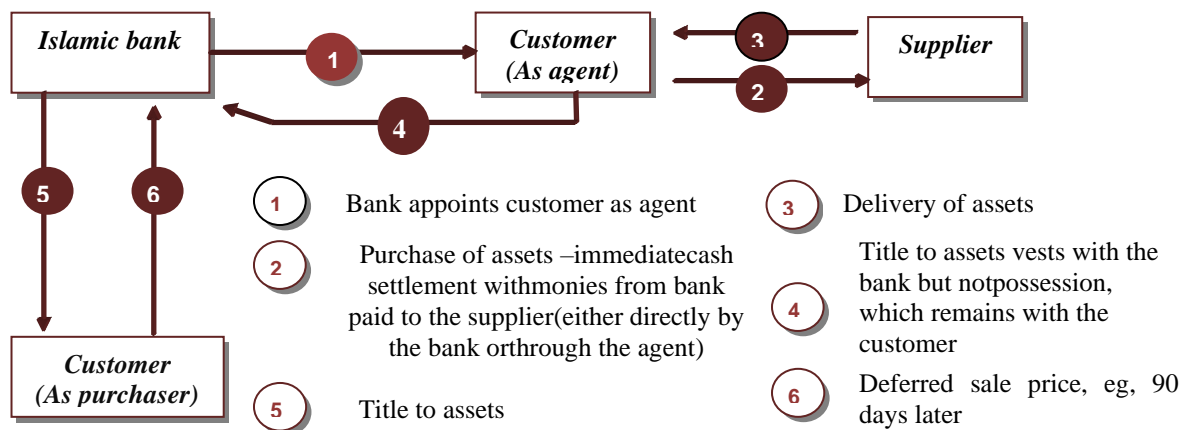 Islamic bank
1
Customer
(As agent)
3
2
Supplier
4
5
6
Customer
(As purchaser)
1
Bank appoints customer as agent
2
Purchase of assets –immediatecash
settlement withmonies from bank
paid to the supplier(either directly by
the bank orthrough the agent)
5
Title to assets
3
Delivery of assets
4
Title to assets vests with the
bank but notpossession,
which remains with the
customer
6
Deferred sale price, eg, 90
days later